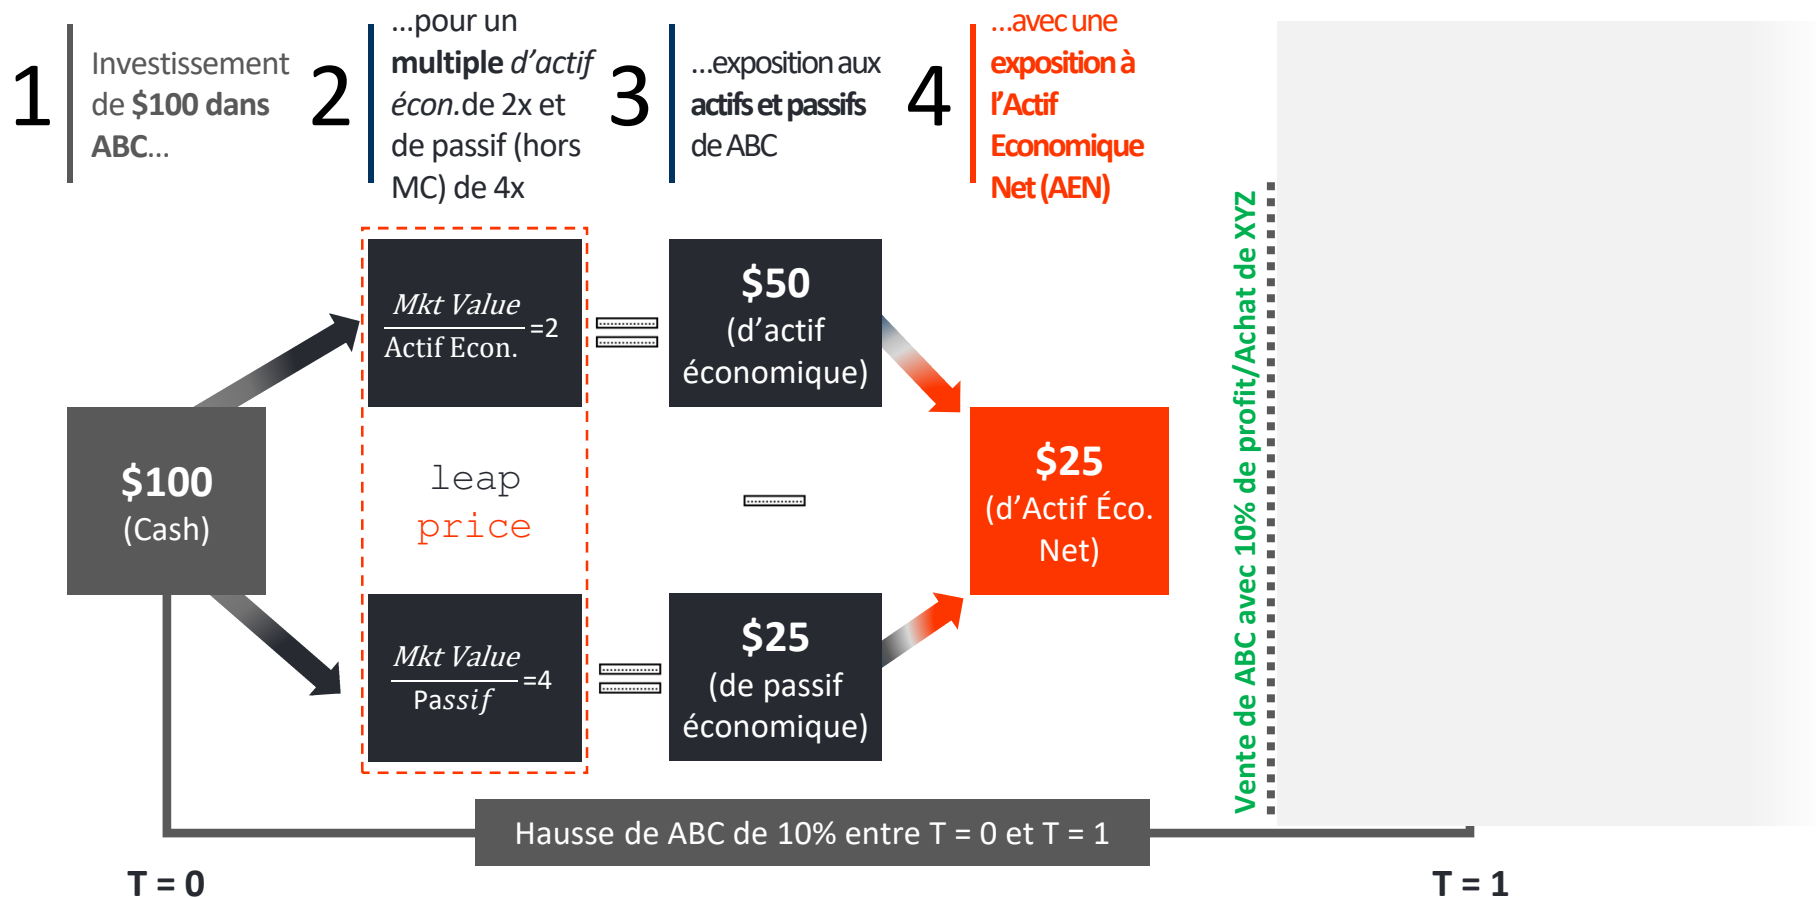 1
Investissement
de $100 dans
ABC...
2
...pour un
multiple d'actif
écon.de 2x et
de passif (hors
MC) de 4x
3
...exposition aux
actifs et passifs
de ABC
4
...avec une
exposition à
l'Actif
Economique
Net (AEN)
$100
(Cash)
Mkt Value
Actif Econ.
=2
leap
price
Mkt Value
Passif
=4
$50
(d'actif
économique)
$25
(de passif
économique)
$25
(d'Actif Éco.
Net)
Vente de ABC avec 10% de profit/Achat de XYZ
Hausse de ABC de 10% entre T = 0 et T = 1
T = 0
T = 1